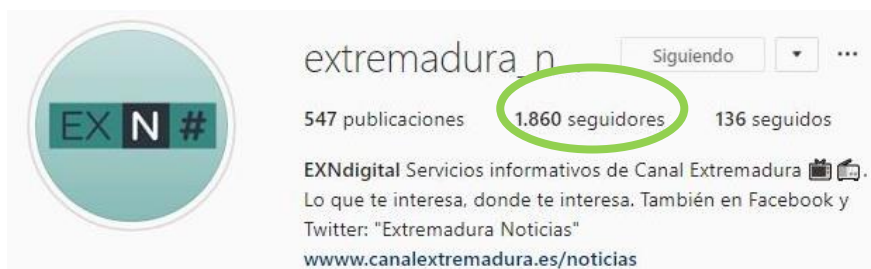 EX N #
extremadura_n
Siguiendo
547 publicaciones 1.860 seguidores 136 seguidos
EXNdigital Servicios informativos de Canal Extremadura 📺📻.
Lo que te interesa, donde te interesa. También en Facebook y
Twitter: "Extremadura Noticias"
wwww.canalextremadura.es/noticias